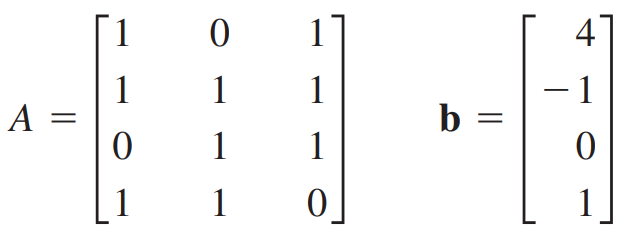 A = [1 0 1; 1 1 1; 0 1 1; 1 1 0] b = [4; −1; 0; 1]